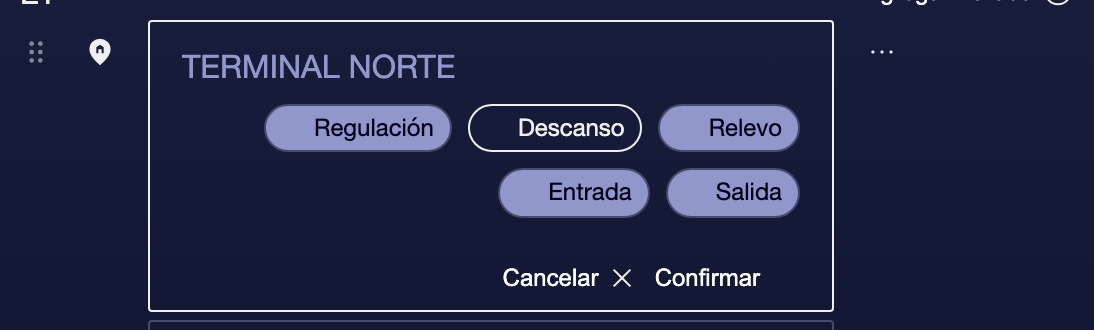 TERMINAL NORTE
Regulación Descanso Relevo
Entrada Salida
Cancelar Confirmar